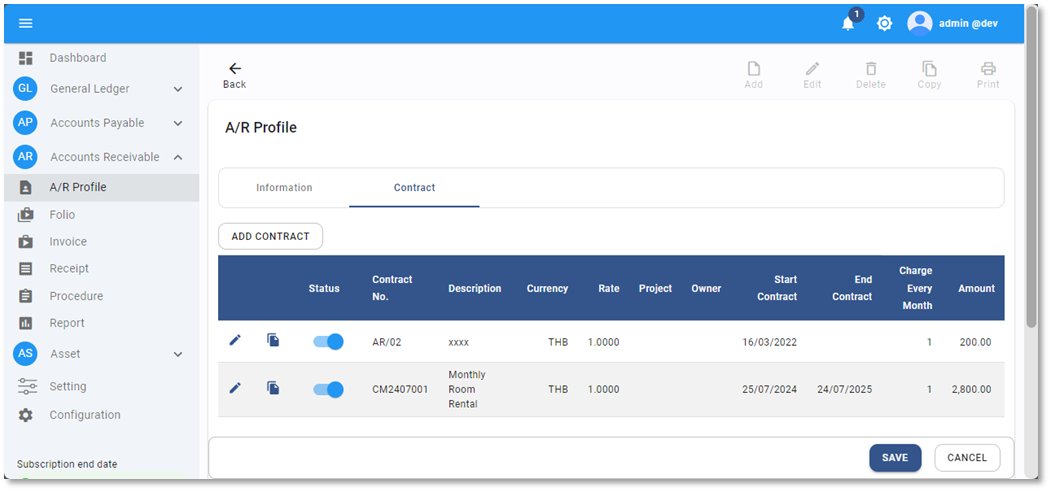 1
admin @dev
Dashboard
GL General Ledger
AP Accounts Payable
AR Accounts Receivable
A/R Profile
Folio
Invoice
Receipt
Procedure
Report
AS Asset
Setting
Configuration
Subscription end date
Back
Add Edit Delete Copy Print
A/R Profile
Information Contract
ADD CONTRACT
Status Contract No. Description Currency Rate Project Owner Start Contract End Contract Charge Every Month Amount
AR/02 xxxx THB 1.0000 16/03/2022 1 200.00
CM2407001 Monthly Room Rental THB 1.0000 25/07/2024 24/07/2025 1 2,800.00
SAVE CANCEL